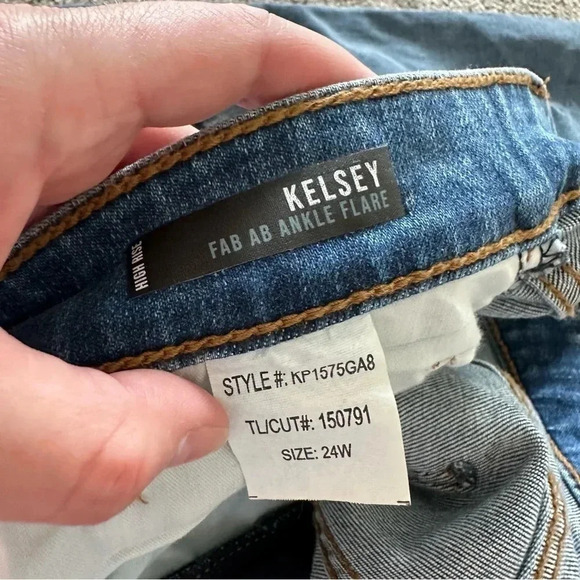 KELSEY
FAB AB ANKLE FLARE
HIGH RISE
STYLE #: KP1575GA8
TL/CUT#: 150791
SIZE: 24W